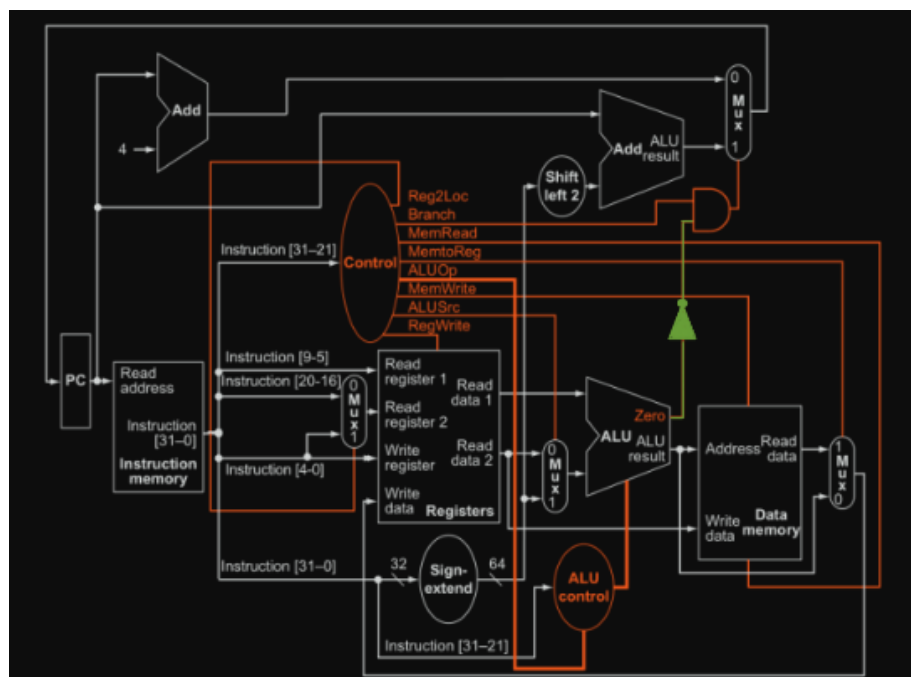 Add
4
0
Mux
1
Add
ALU
result
Shift
left 2
Reg2Loc
Branch
MemRead
MemtoReg
ALUOp
MemWrite
ALUSrc
RegWrite
Control
Instruction [31–21]
PC
Read
address
Instruction
[31–0]
Instruction
memory
Instruction [9-5]
Instruction [20-16]
Instruction [4-0]
0
Mux
1
Read
register 1
Read
register 2
Write
register
Write
data
Read
data 1
Read
data 2
Registers
0
Mux
1
Zero
ALU
ALU
result
Address
Read
data
Write
data
Data
memory
1
Mux
0
Instruction [31–0]
32
Sign-
extend
64
ALU
control
Instruction [31–21]